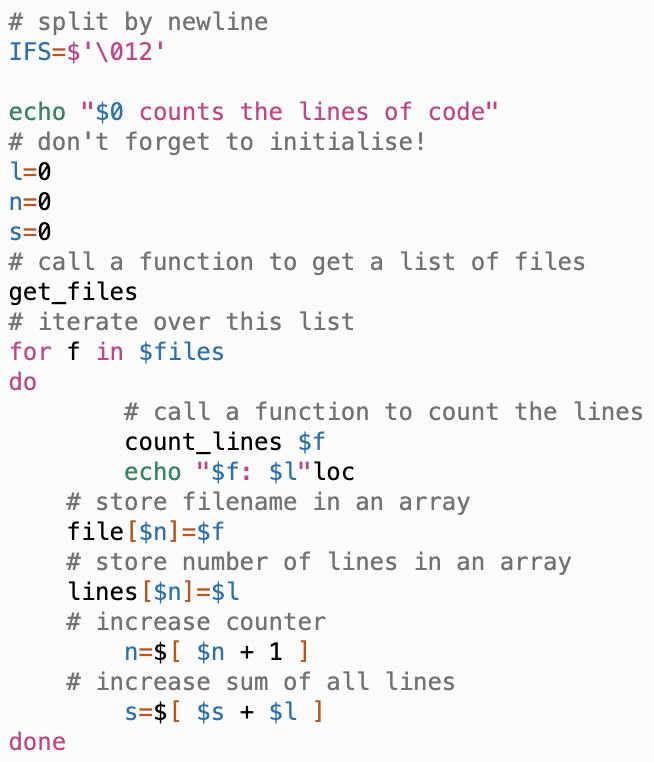 # split by newline
IFS=$'\012'

echo "$0 counts the lines of code"
# don't forget to initialise!
l=0
n=0
s=0
# call a function to get a list of files
get_files
# iterate over this list
for f in $files
do
        # call a function to count the lines
        count_lines $f
        echo "$f: $l"loc
    # store filename in an array
    file[$n]=$f
    # store number of lines in an array
    lines[$n]=$l
    # increase counter
        n=$[ $n + 1 ]
    # increase sum of all lines
        s=$[ $s + $l ]
done